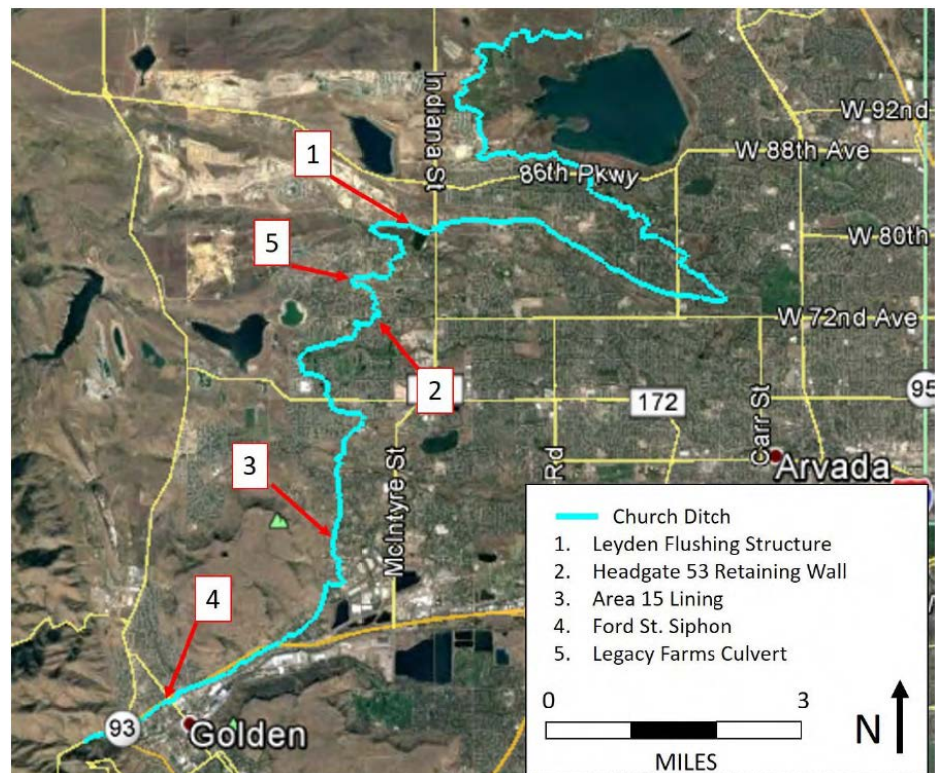 Indiana St
W 92nd
W 88th Ave
86th Pkwy
1
5
W 80th
W 72nd Ave
2
95
172
Carr St
3
McIntyre St
Rd
Arvada
4
93
Golden
Church Ditch
1. Leyden Flushing Structure
2. Headgate 53 Retaining Wall
3. Area 15 Lining
4. Ford St. Siphon
5. Legacy Farms Culvert
0 3
N
MILES